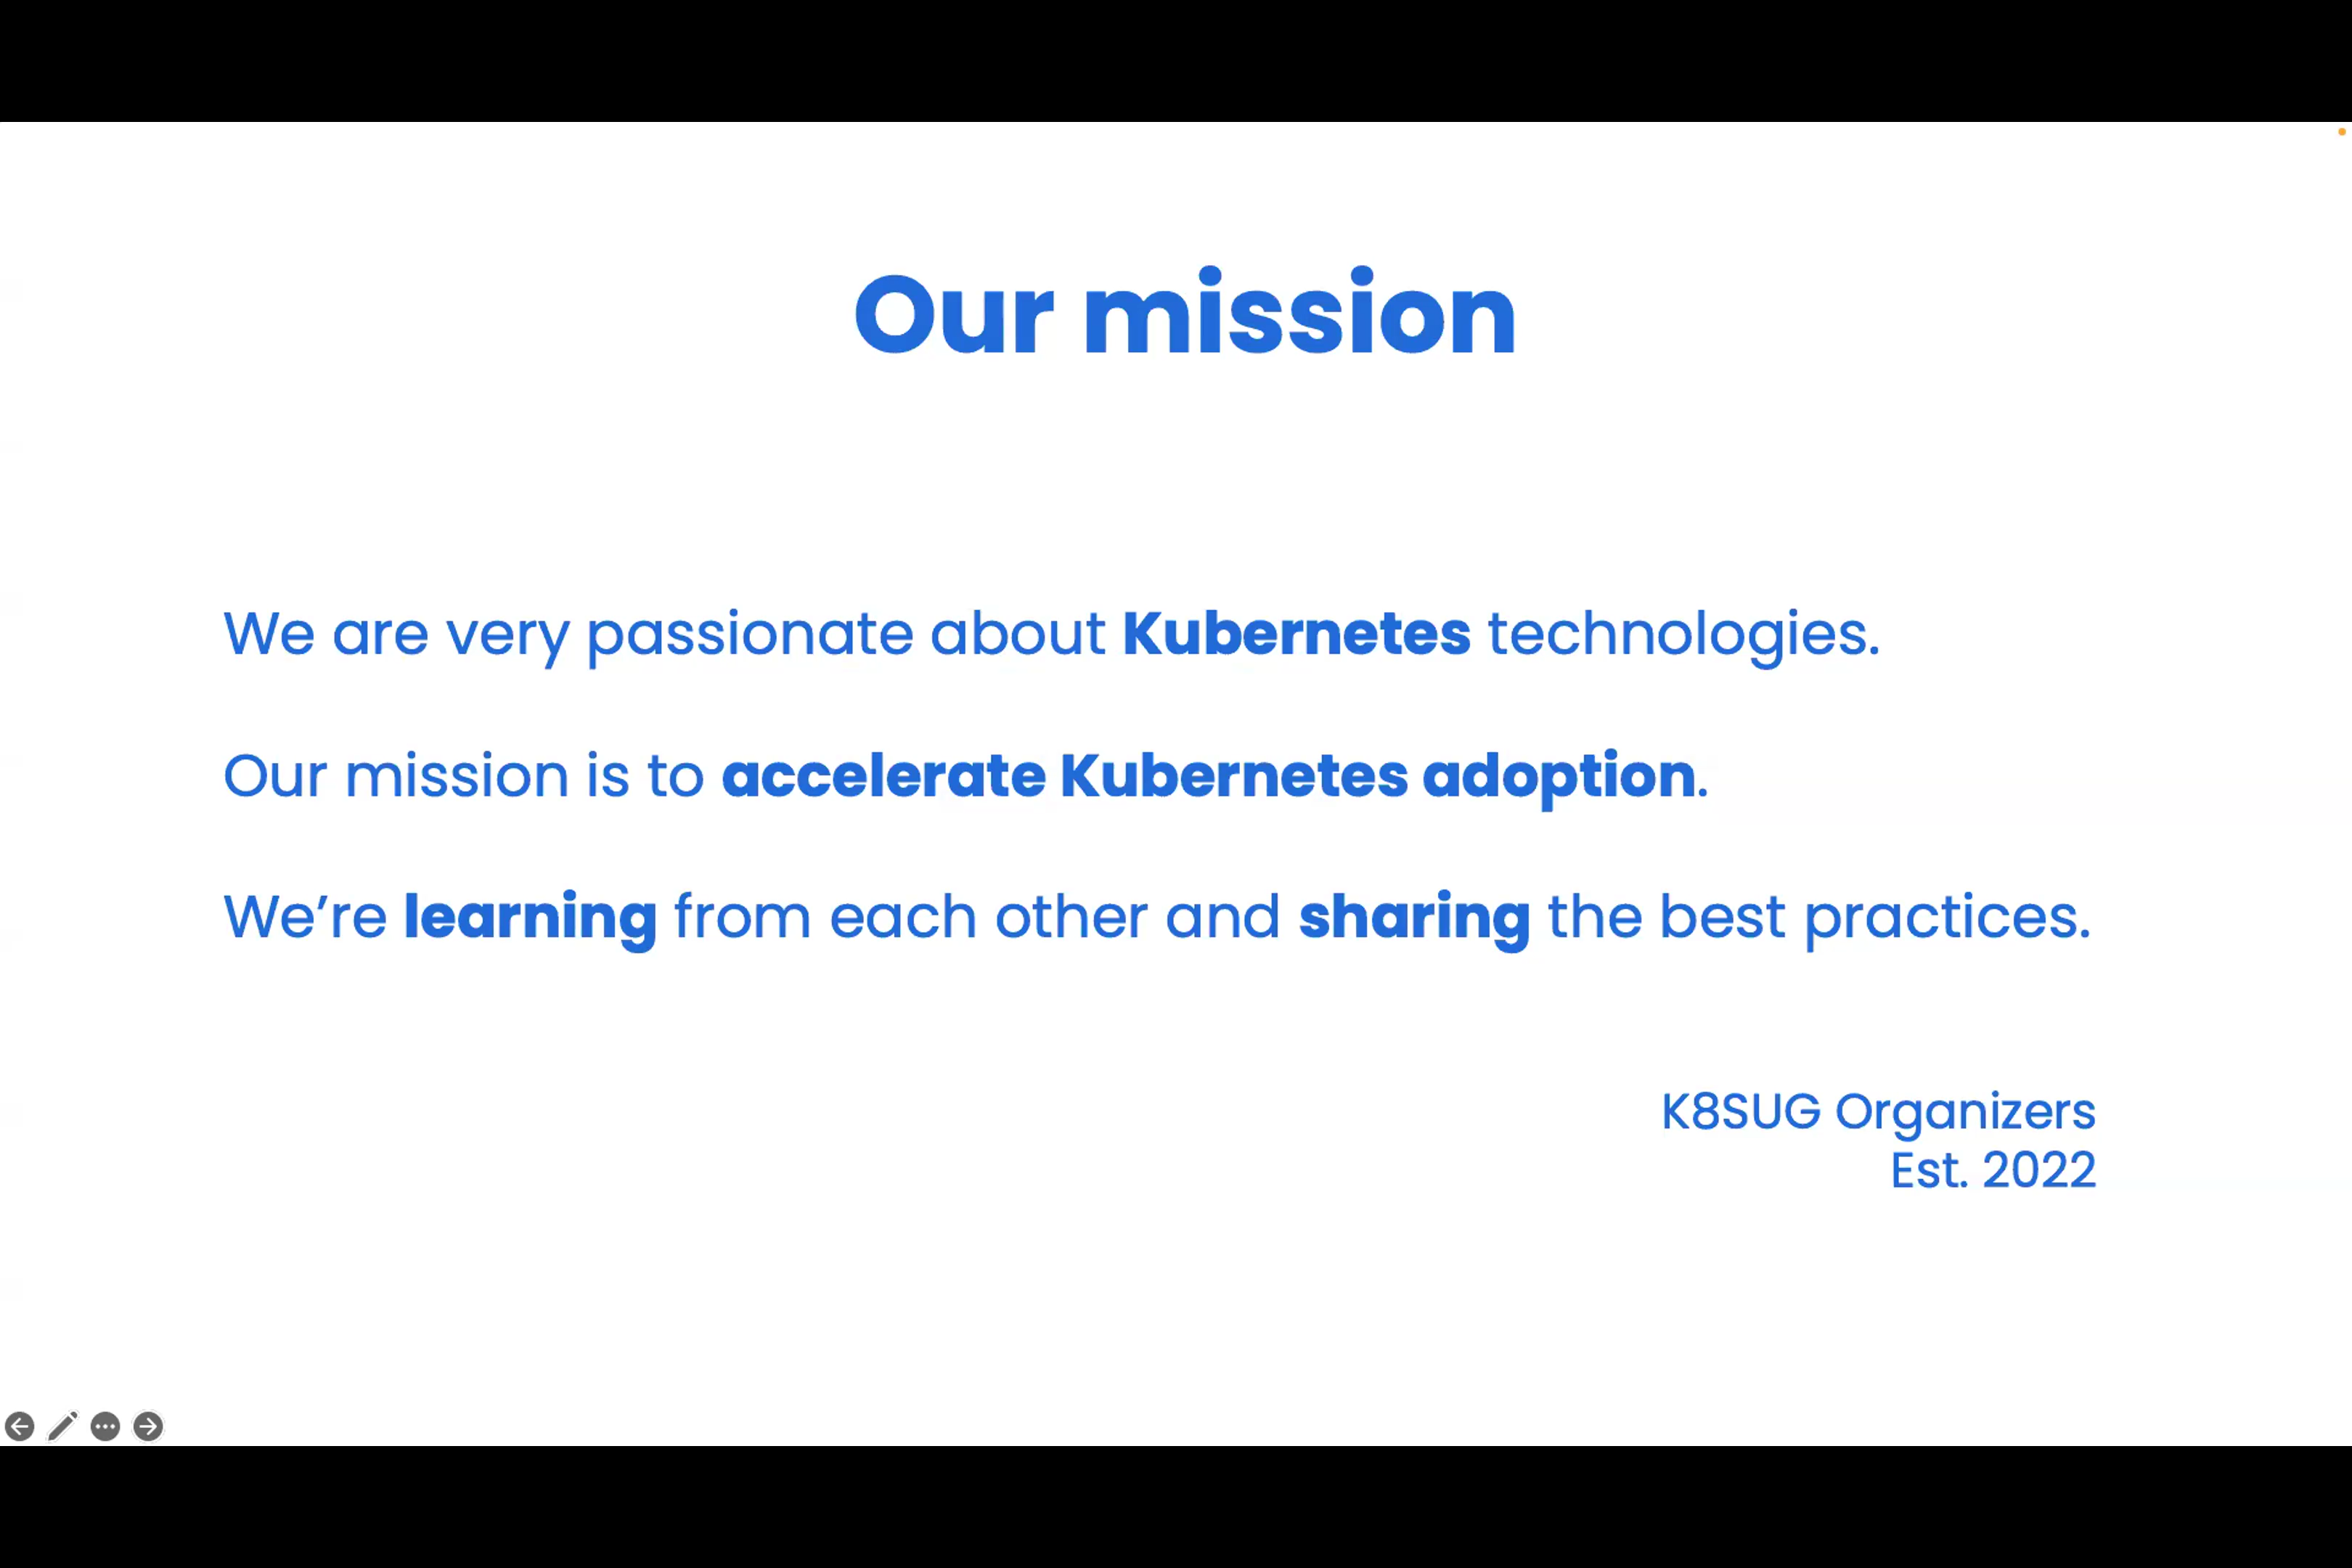 Our mission
We are very passionate about Kubernetes technologies.
Our mission is to accelerate Kubernetes adoption.
We’re learning from each other and sharing the best practices.
K8SUG Organizers
Est. 2022